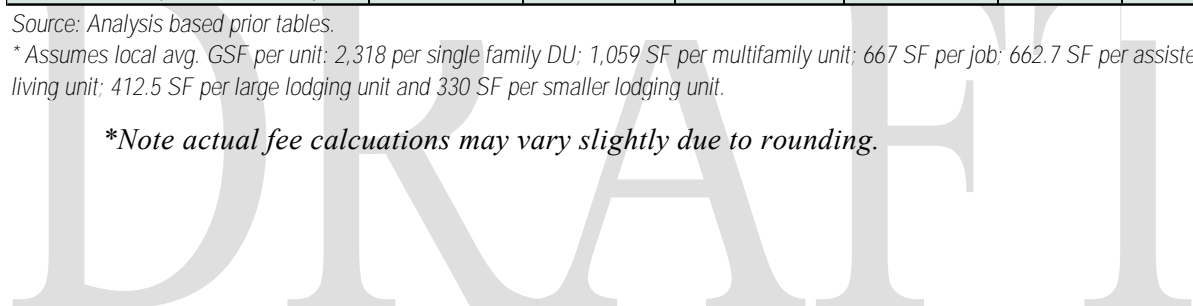 Source: Analysis based prior tables.
* Assumes local avg. GSF per unit: 2,318 per single family DU; 1,059 SF per multifamily unit; 667 SF per job; 662.7 SF per assiste
living unit; 412.5 SF per large lodging unit and 330 SF per smaller lodging unit.
*Note actual fee calcuations may vary slightly due to rounding.
DRAFT